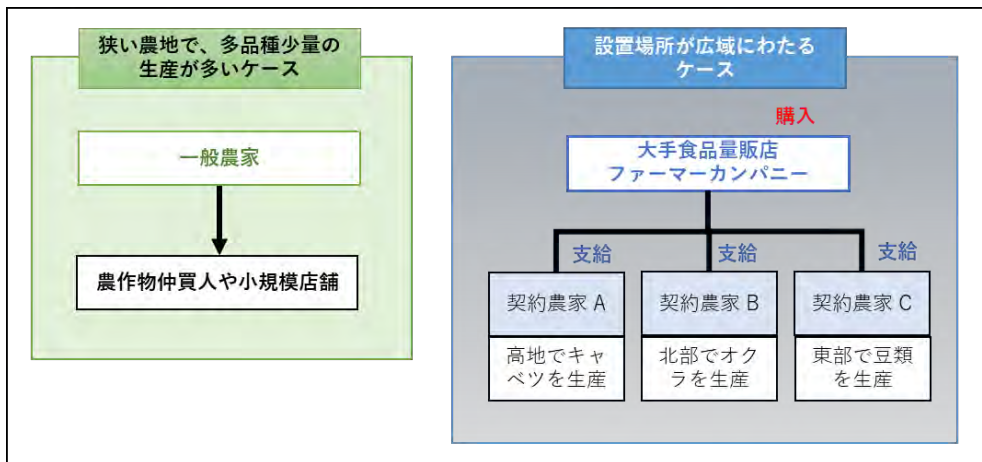 狭い農地で、多品種少量の
生産が多いケース
一般農家
農作物仲買人や小規模店舗
設置場所が広域にわたる
ケース
購入
大手食品量販店
ファーマーカンパニー
支給
支給
支給
契約農家 A
契約農家 B
契約農家 C
高地でキャ
ベツを生産
北部でオク
ラを生産
東部で豆類
を生産